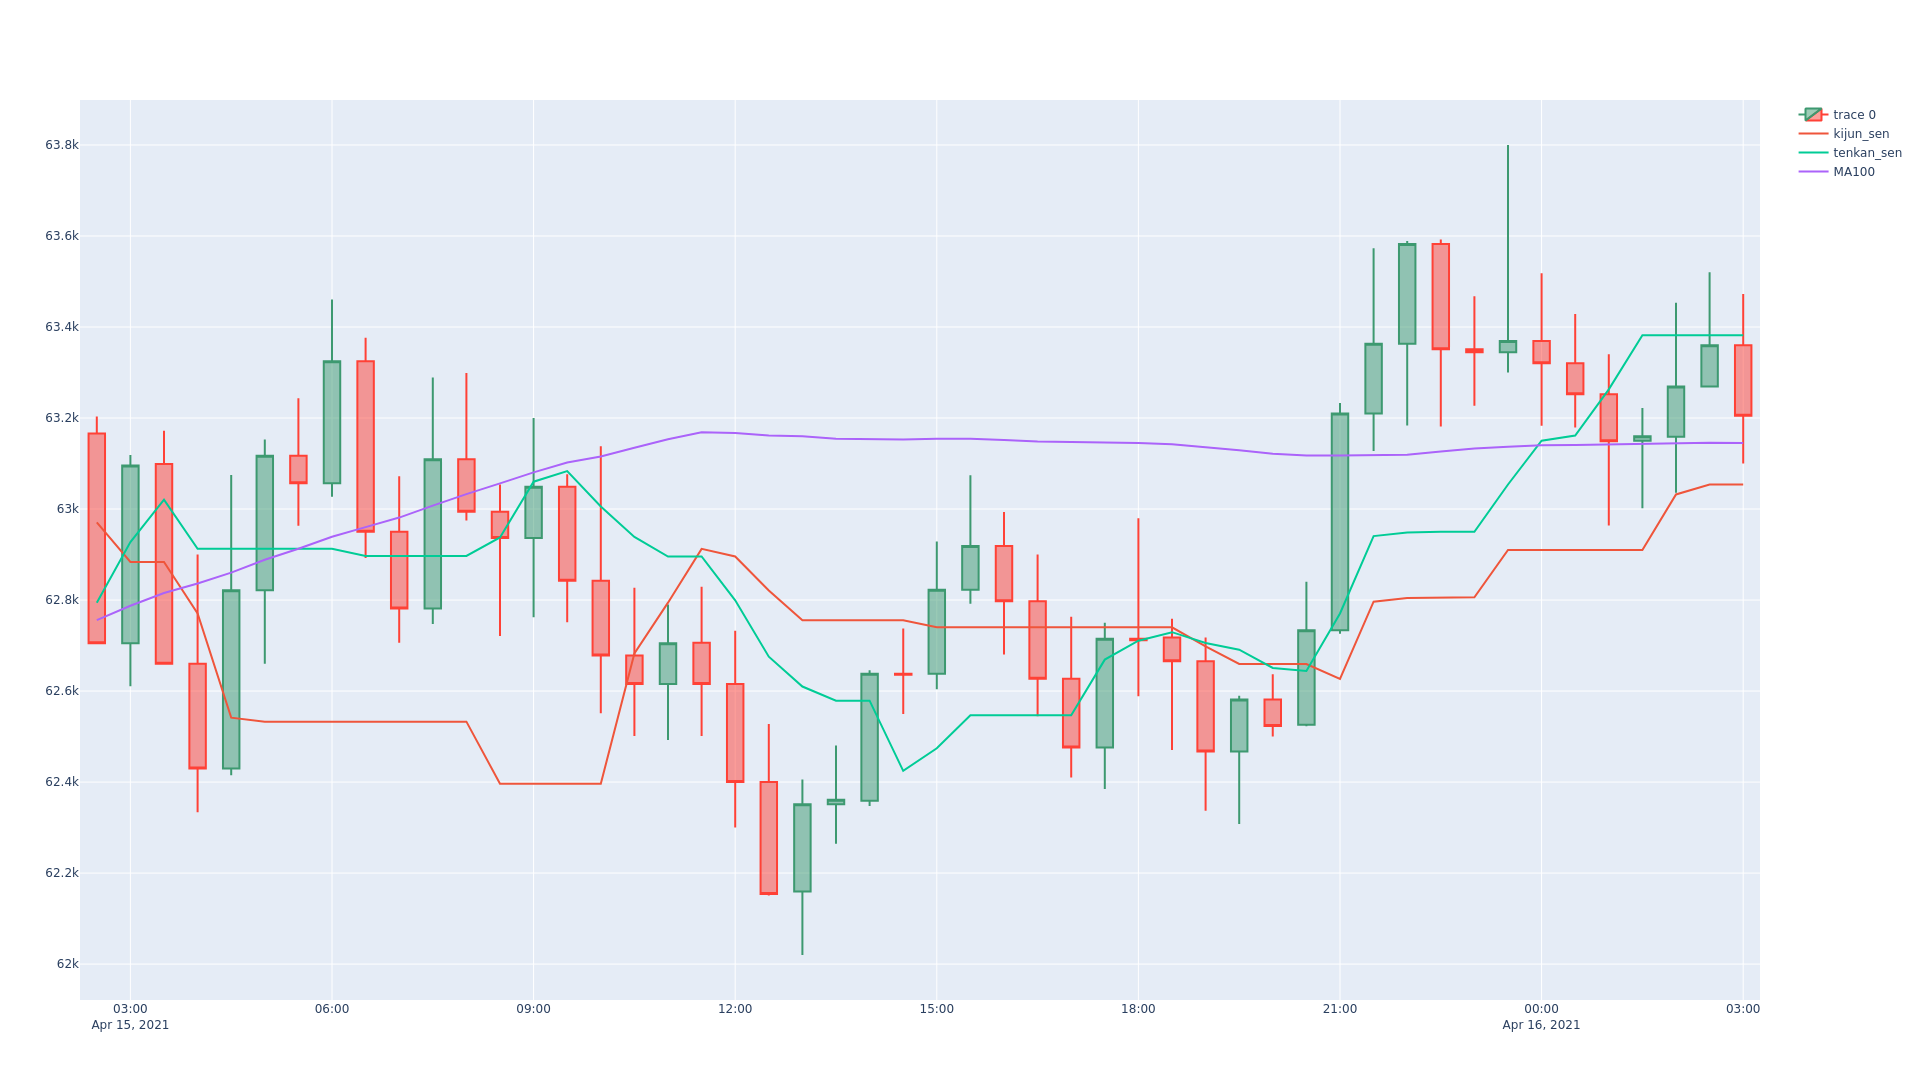 63.8k
63.6k
63.4k
63.2k
63k
62.8k
62.6k
62.4k
62.2k
62k
03:00 06:00 09:00 12:00 15:00 18:00 21:00 00:00 03:00
Apr 15, 2021 Apr 16, 2021
trace 0
kijun_sen
tenkan_sen
MA100